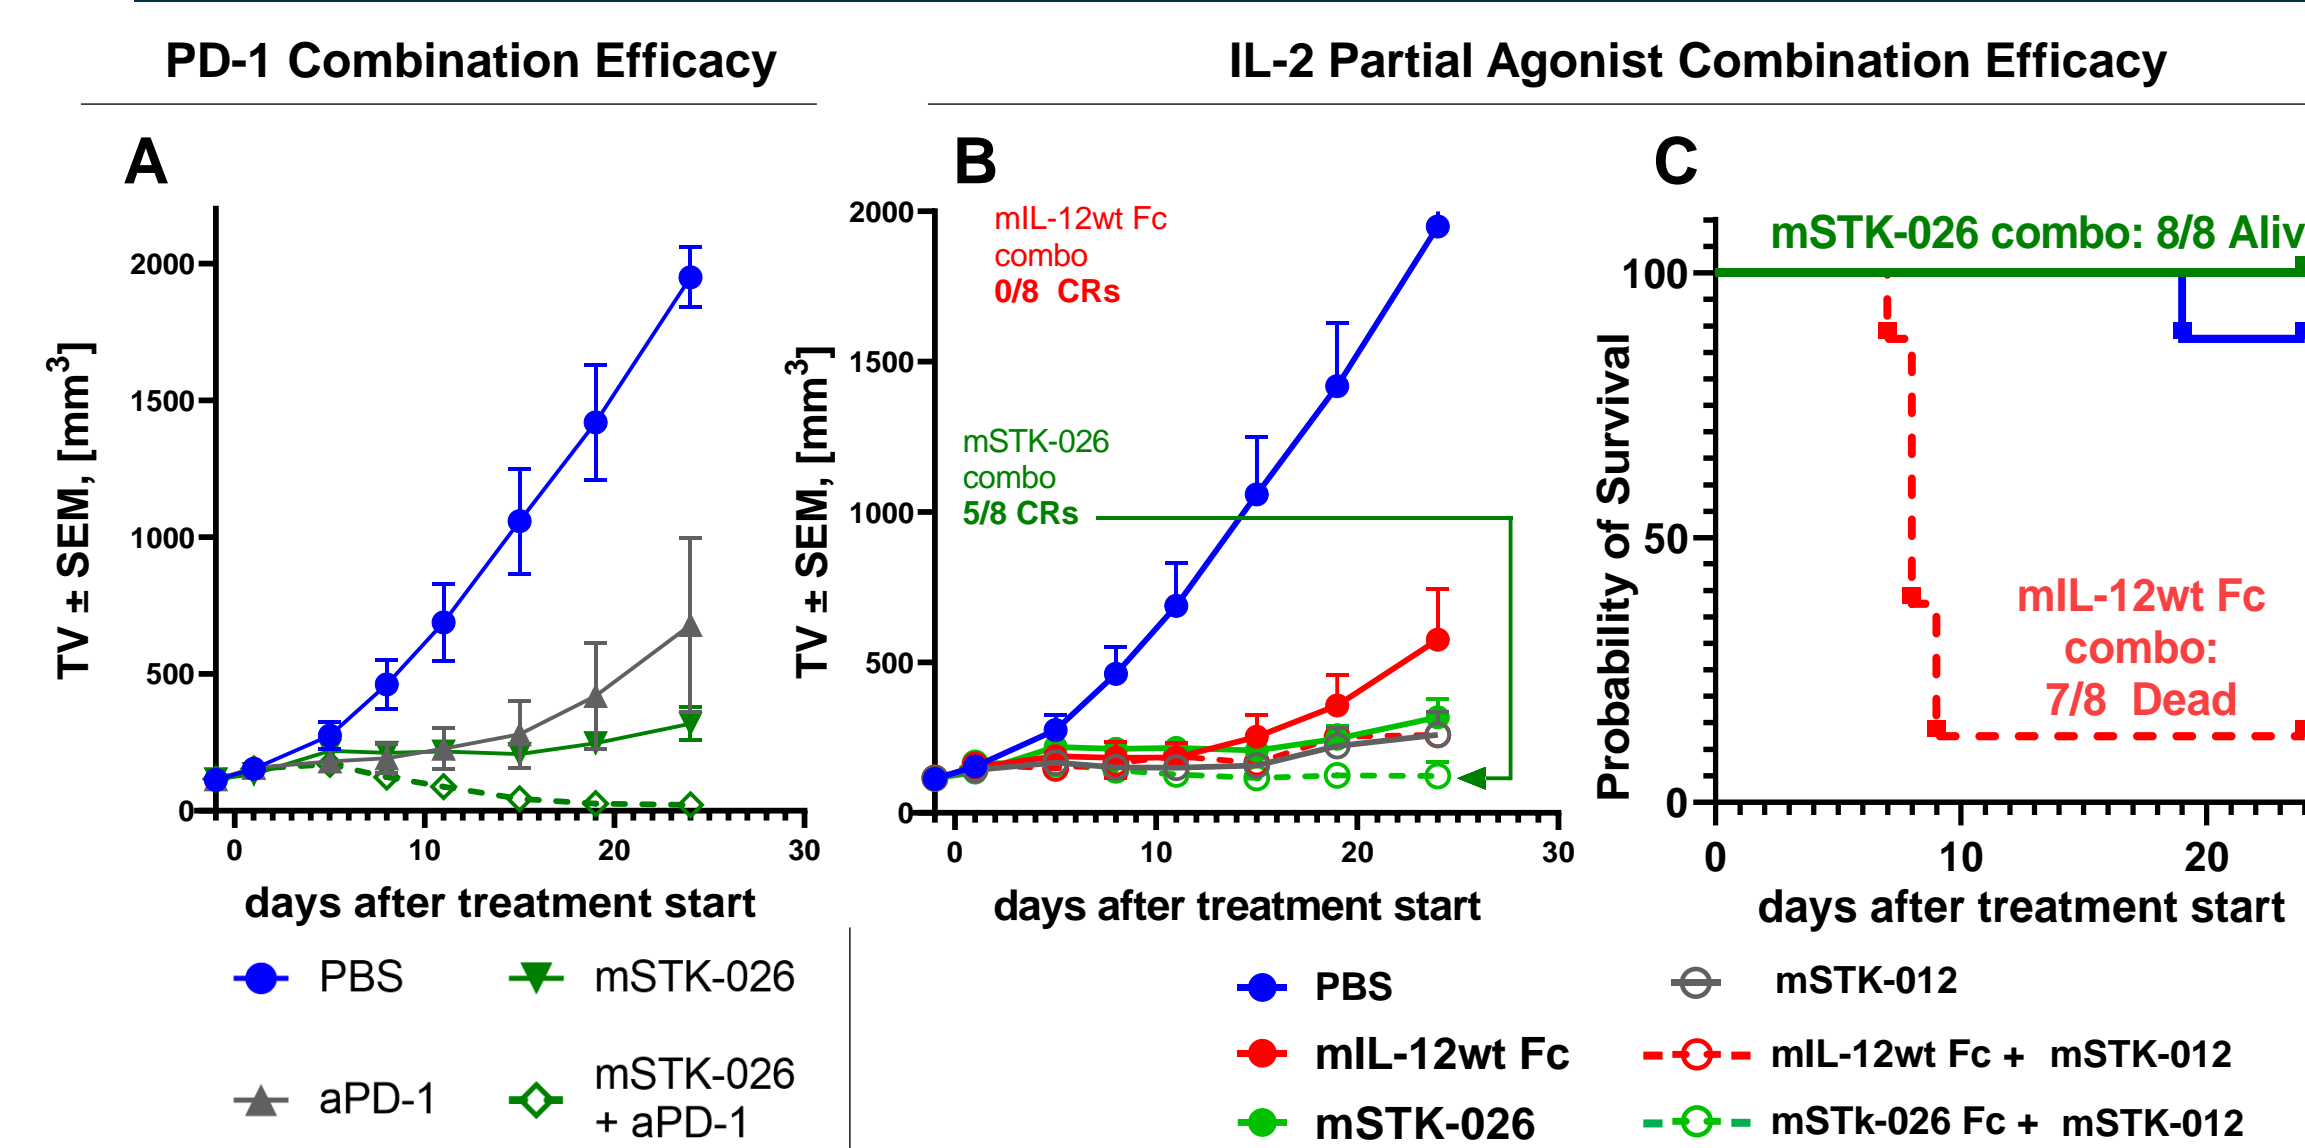 PD-1 Combination Efficacy
IL-2 Partial Agonist Combination Efficacy
A
TV ± SEM, [mm³]
2000
1500
1000
500
0
0 10 20 30
days after treatment start
PBS
mSTK-026
aPD-1
mSTK-026
+ aPD-1
B
TV ± SEM, [mm³]
2000
1500
1000
500
0
mIL-12wt Fc
combo
0/8 CRs
mSTK-026
combo
5/8 CRs
0 10 20 30
days after treatment start
C
Probability of Survival
100
50
0
mSTK-026 combo: 8/8 Aliv
mIL-12wt Fc
combo:
7/8 Dead
0 10 20
days after treatment start
PBS
mIL-12wt Fc
mSTK-026
mSTK-012
mIL-12wt Fc + mSTK-012
mSTk-026 Fc + mSTK-012